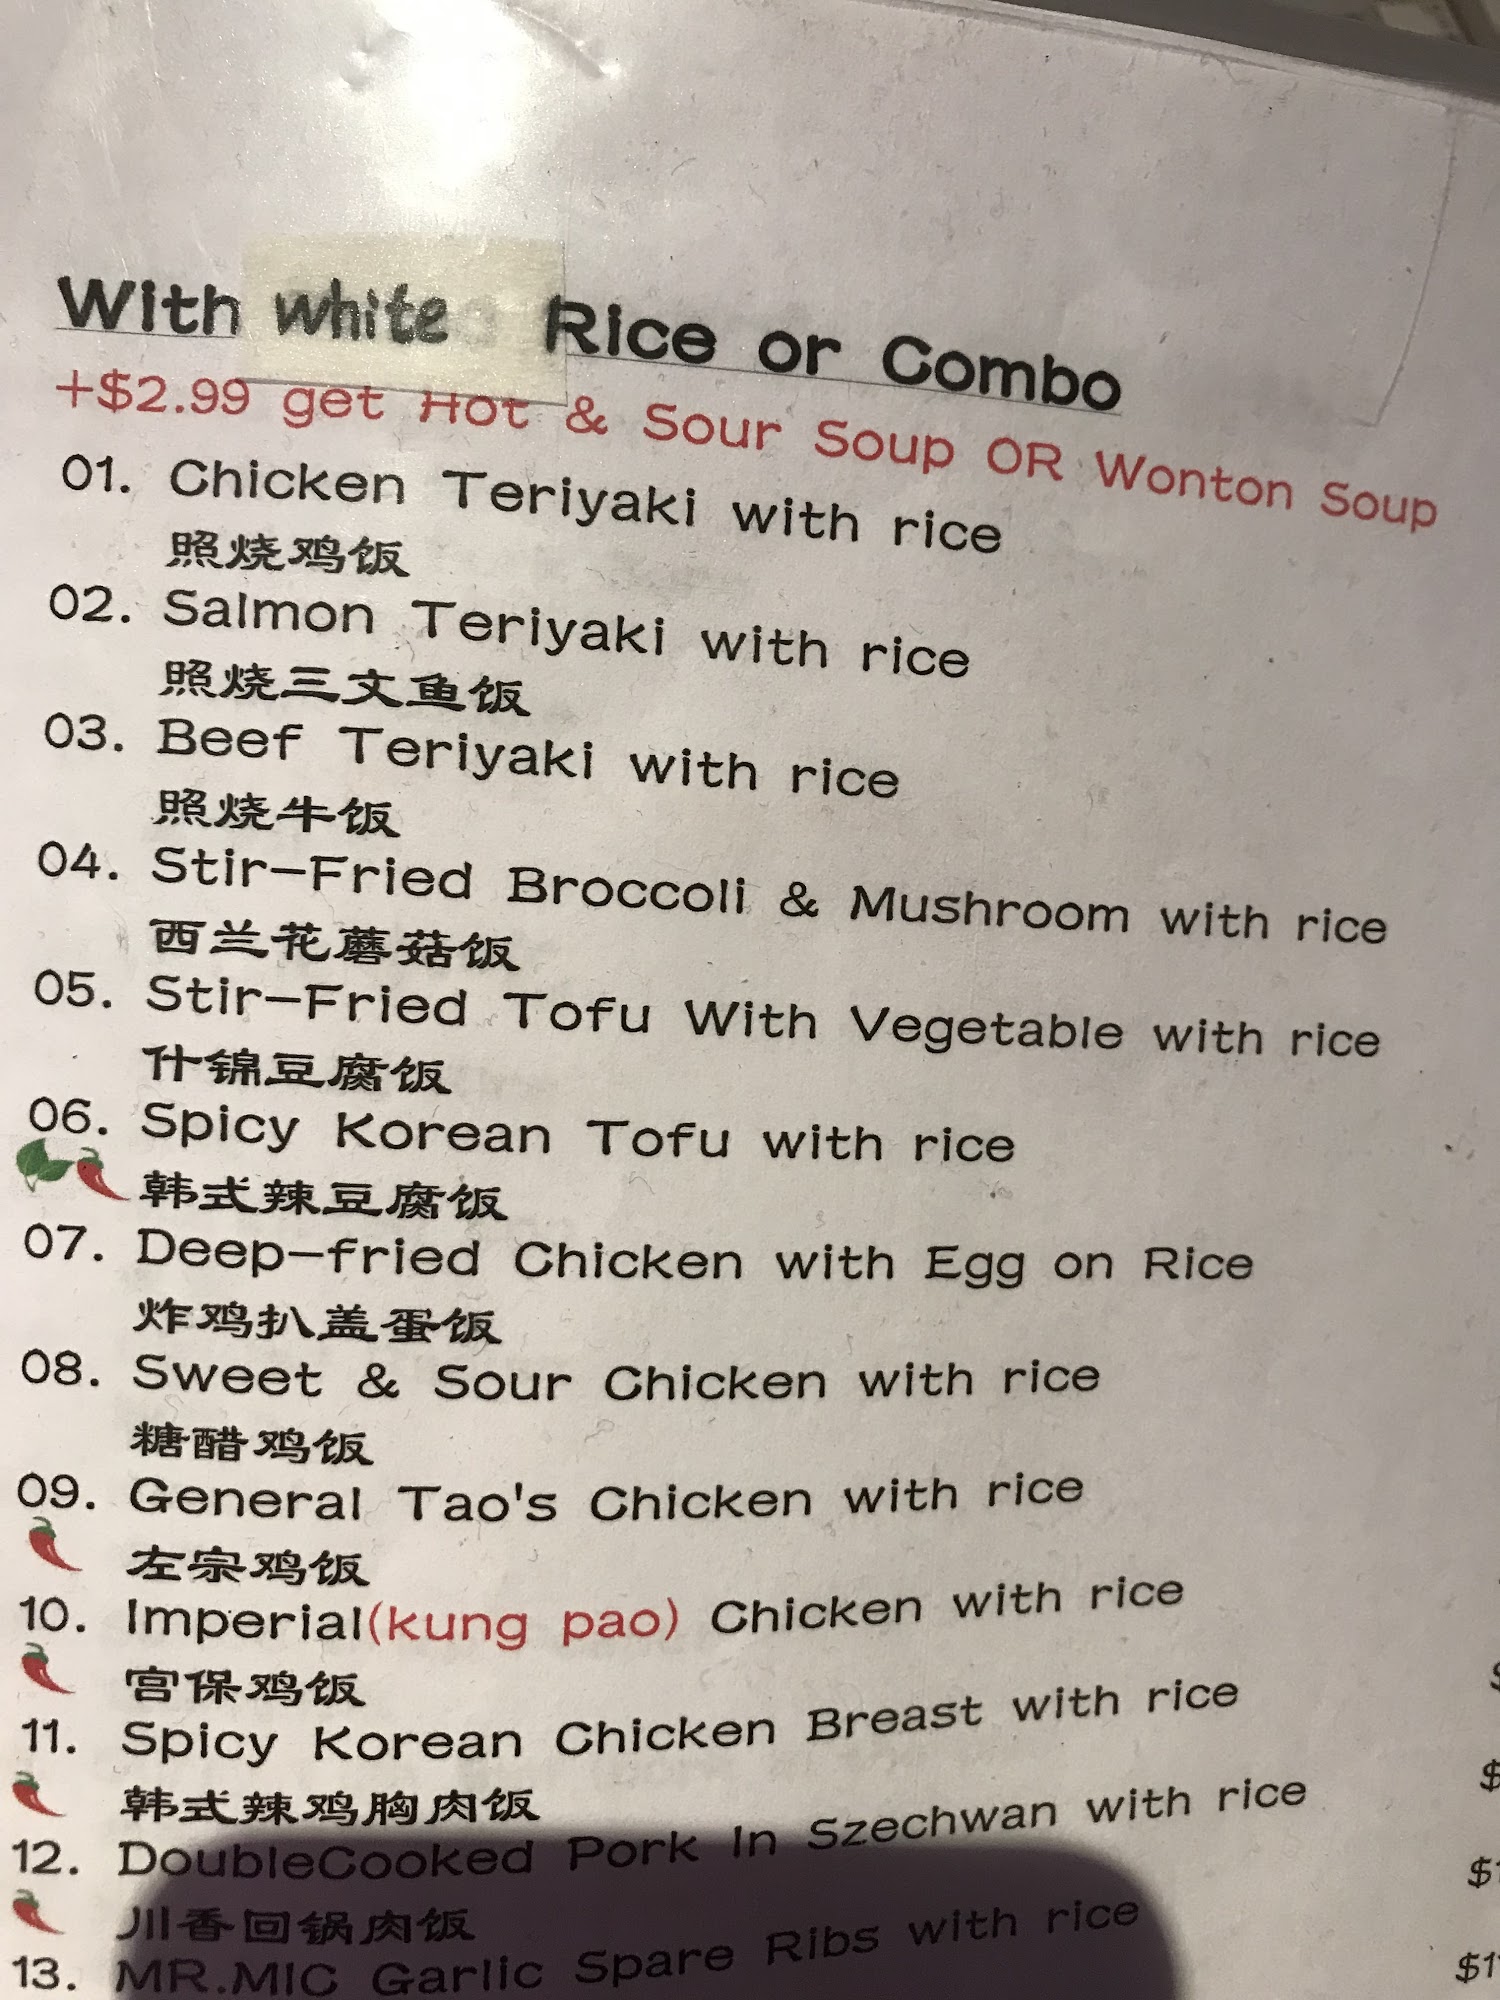 With white Rice or Combo
+$2.99 get Hot & Sour Soup OR Wonton Soup
01. Chicken Teriyaki with rice
照烧鸡饭
02. Salmon Teriyaki with rice
照烧三文鱼饭
03. Beef Teriyaki with rice
照烧牛饭
04. Stir-Fried Broccoli & Mushroom with rice
西兰花蘑菇饭
05. Stir-Fried Tofu With Vegetable with rice
什锦豆腐饭
06. Spicy Korean Tofu with rice
韩式辣豆腐饭
07. Deep-fried Chicken with Egg on Rice
炸鸡扒盖蛋饭
08. Sweet & Sour Chicken with rice
糖醋鸡饭
09. General Tao's Chicken with rice
左宗鸡饭
10. Imperial(kung pao) Chicken with rice
宫保鸡饭
11. Spicy Korean Chicken Breast with rice $
韩式辣鸡胸肉饭
12. DoubleCooked Pork In Szechwan with rice $
川香回锅肉饭
13. MR.MIC Garlic Spare Ribs with rice